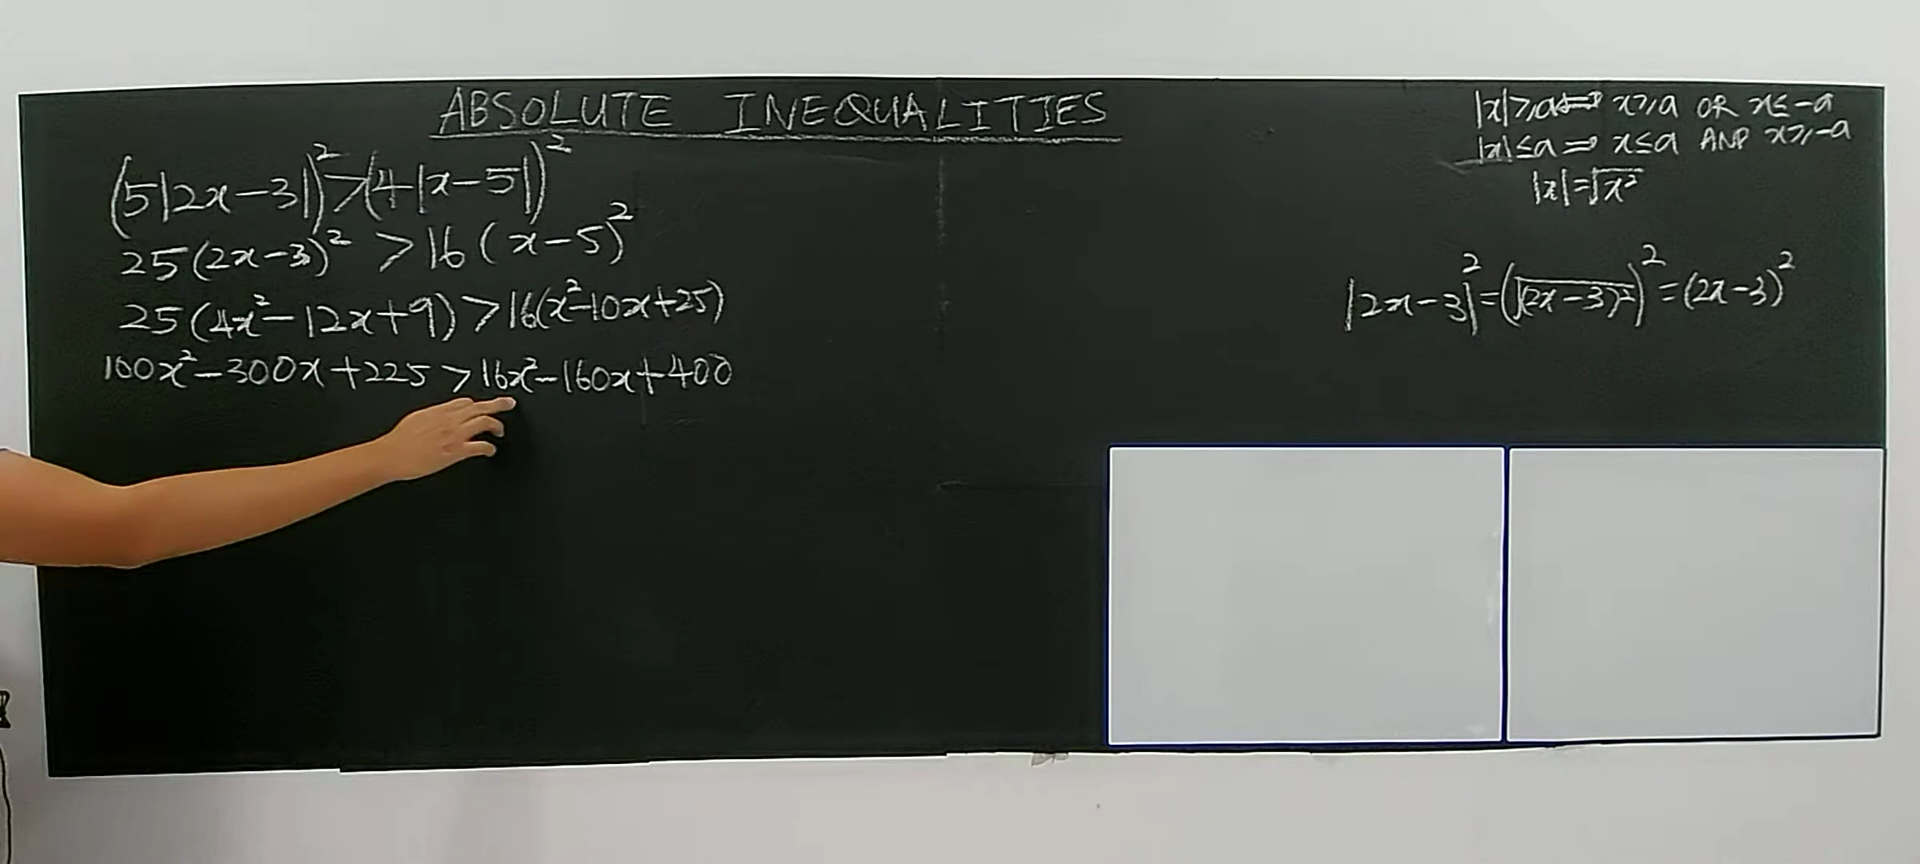 ABSOLUTE INEQUALITIES
(5|2x-3|)²>(4|x-5|)²
25(2x-3)² > 16(x-5)²
25(4x²-12x+9)>16(x²-10x+25)
100x²-300x+225 >16x²-160x+400
|x|⩾a⟺ x⩾a OR x≤-a
|x|≤a⟹ x≤a AND x⩾-a
|x|=√x²
|2x-3|²=(√(2x-3)²)²=(2x-3)²